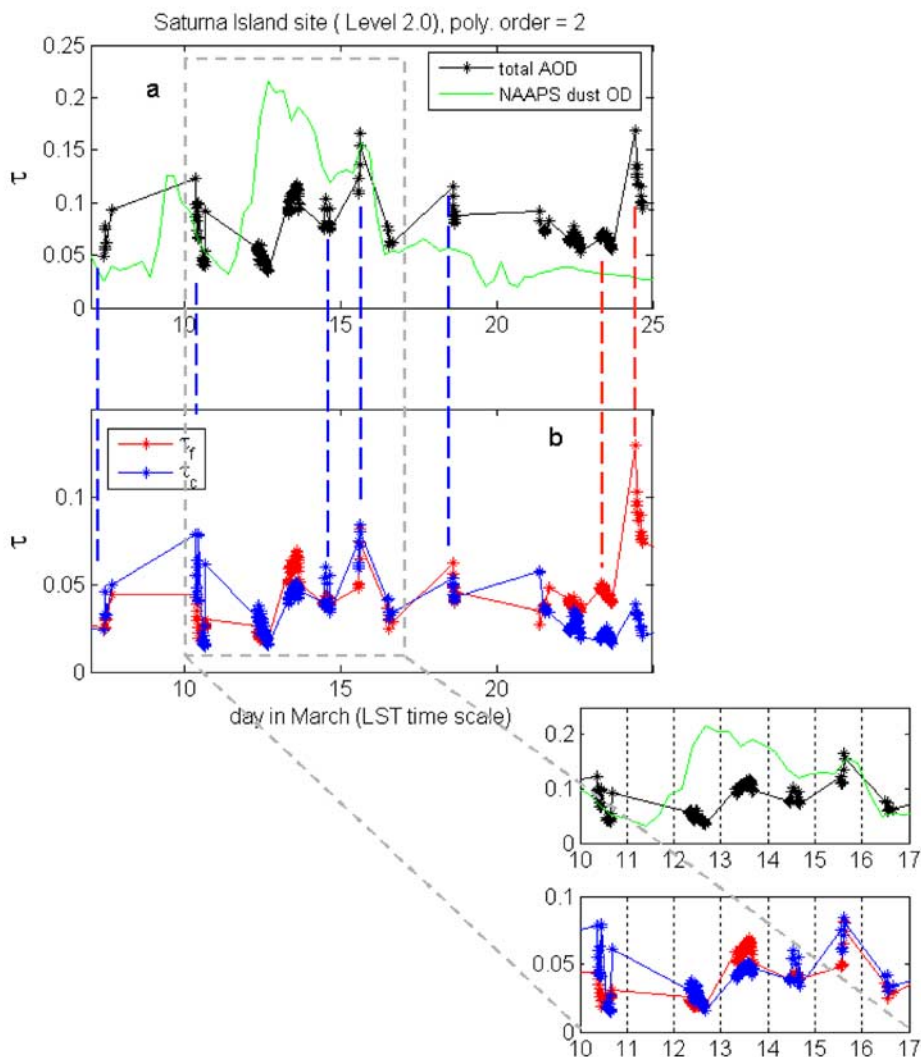 Saturna Island site ( Level 2.0), poly. order = 2
0.25
0.2
0.15
0.1
0.05
0
τ
a
total AOD
NAAPS dust OD
10 15 20 25
0.1
0.05
0
τ
b
τf
τc
10 15 20 25
day in March (LST time scale)
0.2
0.1
0
10 11 12 13 14 15 16 17
0.1
0.05
0
10 11 12 13 14 15 16 17